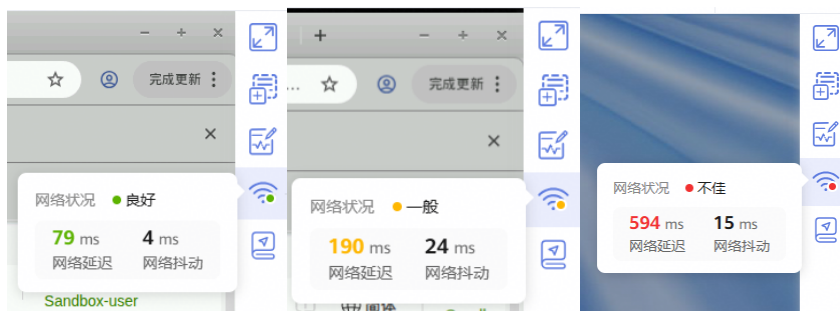 完成更新
网络状况 良好
79 ms 4 ms
网络延迟 网络抖动
Sandbox-user
... 完成更新
网络状况 一般
190 ms 24 ms
网络延迟 网络抖动
网络状况 不佳
594 ms 15 ms
网络延迟 网络抖动